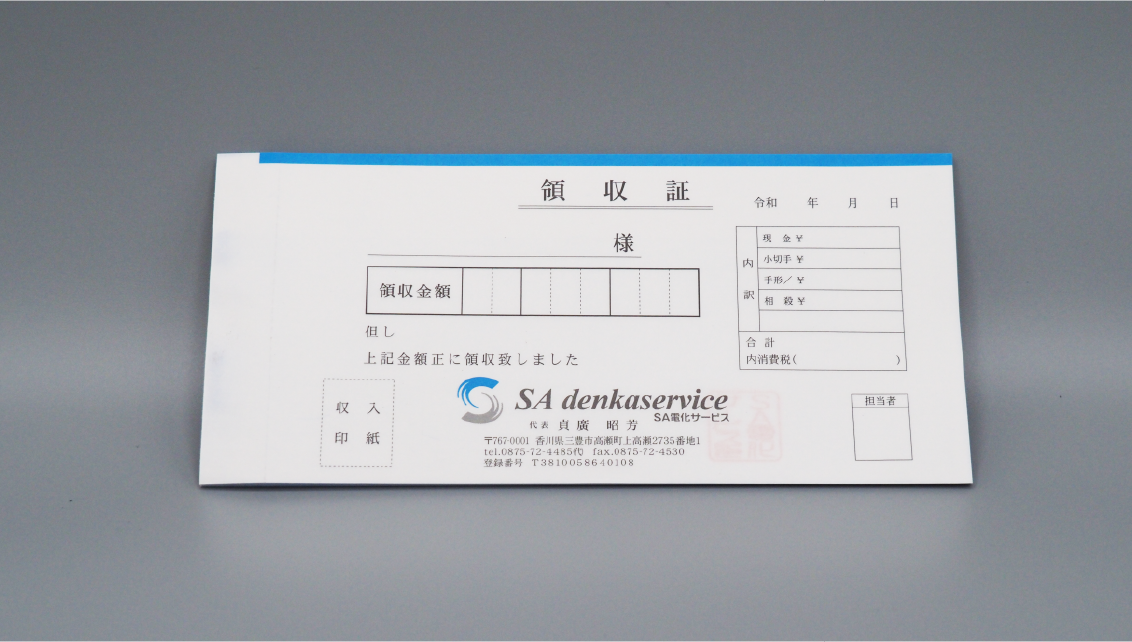 領収証
令和 年 月 日
様
領収金額
但し
上記金額正に領収致しました
内訳
現金 ¥
小切手 ¥
手形/ ¥
相殺 ¥
合計
内消費税( )
収入
印紙
SA denkaservice
SA電化サービス
代表 貞廣 昭芳
〒767-0001 香川県三豊市高瀬町上高瀬2735番地1
tel.0875-72-4485代 fax.0875-72-4530
登録番号 T3810058640108
担当者